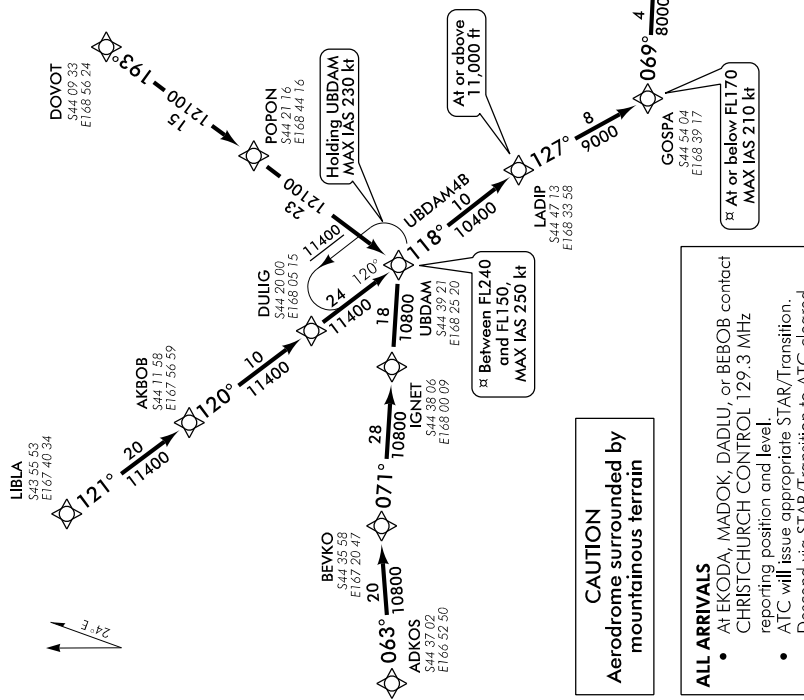 DOVOT
S44 09 33
E168 56 24
193°
15
12100
POPON
S44 21 16
E168 44 16
23
12100
Holding UBDAM
MAX IAS 230 kt
LIBLA
S43 55 53
E167 40 34
121°
20
11400
AKBOB
S44 11 58
E167 56 59
120°
10
11400
DULIG
S44 20 00
E168 05 15
24
11400
11400
120°
UBDAM4B
118°
10
10400
At or above
11,000 ft
LADIP
S44 47 13
E168 33 58
127°
8
9000
GOSPA
S44 54 04
E168 39 17
069°
4
8000
¤ At or below FL170
MAX IAS 210 kt
UBDAM
S44 39 21
E168 25 20
¤ Between FL240
and FL150,
MAX IAS 250 kt
18
10800
IGNET
S44 38 06
E168 00 09
28
10800
071°
BEVKO
S44 35 58
E167 20 47
20
10800
063°
ADKOS
S44 37 02
E166 52 50
24°E
CAUTION
Aerodrome surrounded by
mountainous terrain
ALL ARRIVALS
• At EKODA, MADOK, DADLU, or BEBOB contact
CHRISTCHURCH CONTROL 129.3 MHz
reporting position and level.
• ATC will issue appropriate STAR/Transition.
Descend via STAR/Transition to ATC cleared